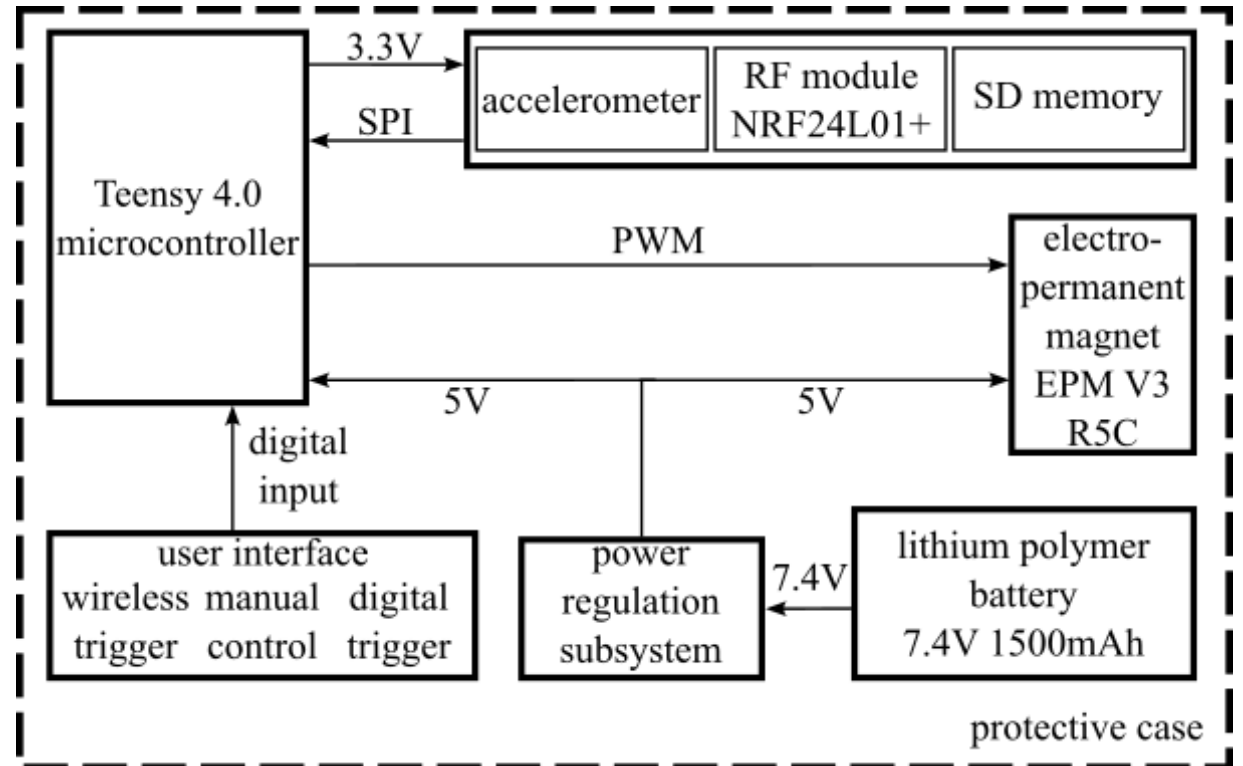 3.3V
SPI
accelerometer
RF module
NRF24L01+
SD memory
Teensy 4.0
microcontroller
PWM
electro-
permanent
magnet
EPM V3
R5C
5V
5V
digital
input
user interface
wireless manual digital
trigger control trigger
power
regulation
subsystem
7.4V
lithium polymer
battery
7.4V 1500mAh
protective case